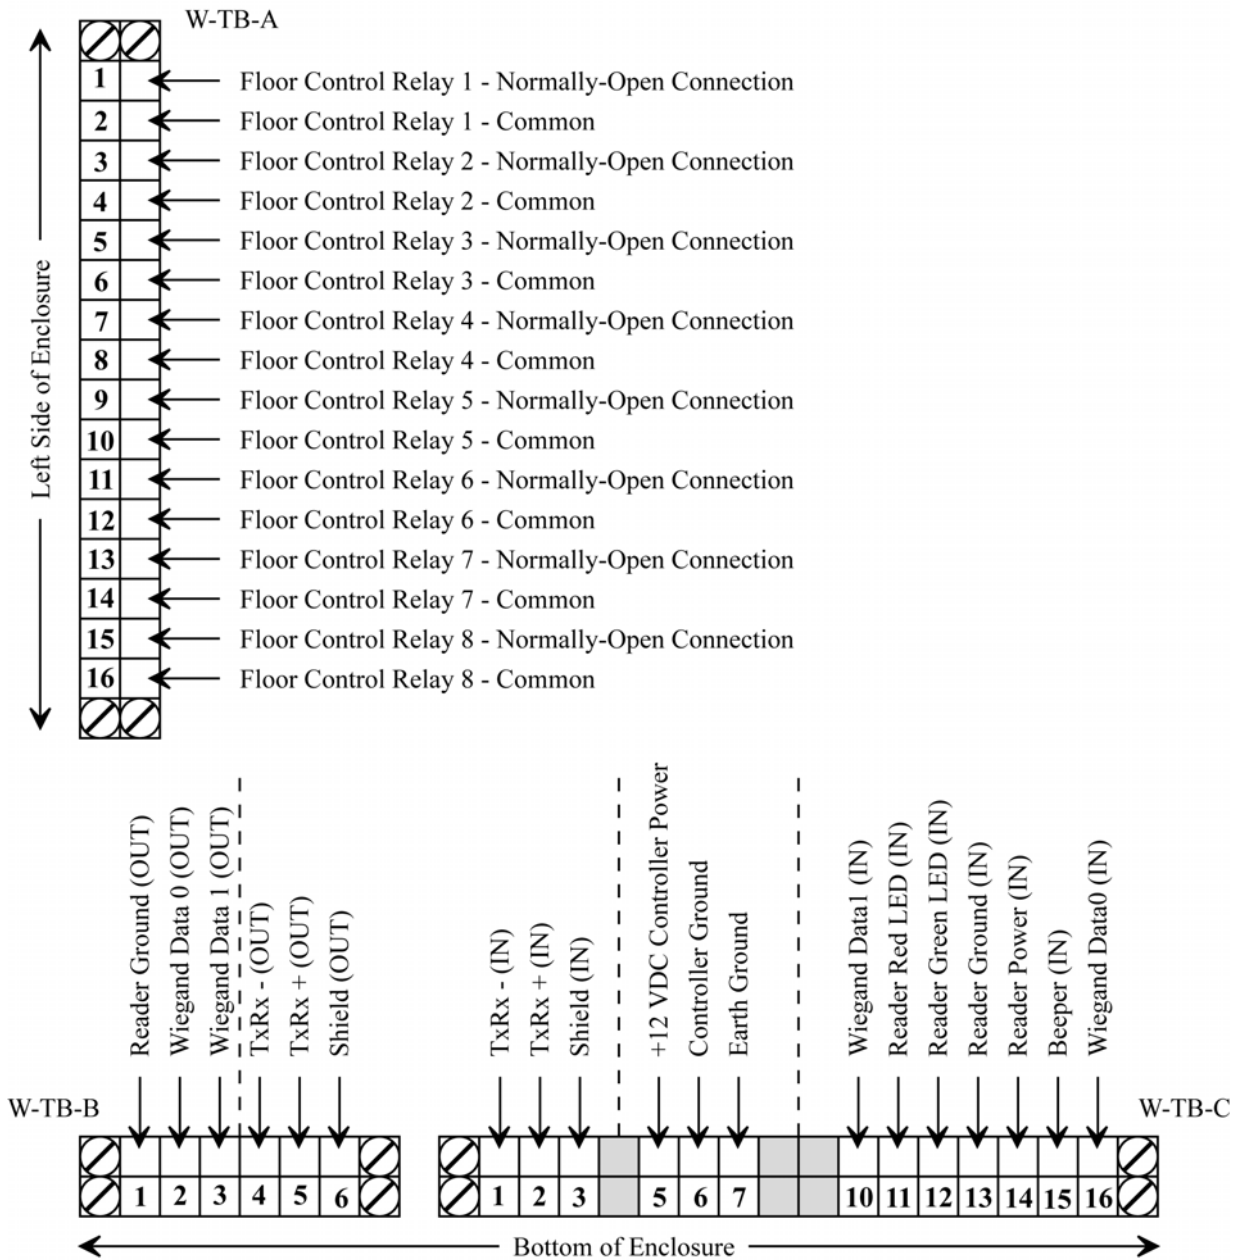 W-TB-A
Left Side of Enclosure
1 Floor Control Relay 1 - Normally-Open Connection
2 Floor Control Relay 1 - Common
3 Floor Control Relay 2 - Normally-Open Connection
4 Floor Control Relay 2 - Common
5 Floor Control Relay 3 - Normally-Open Connection
6 Floor Control Relay 3 - Common
7 Floor Control Relay 4 - Normally-Open Connection
8 Floor Control Relay 4 - Common
9 Floor Control Relay 5 - Normally-Open Connection
10 Floor Control Relay 5 - Common
11 Floor Control Relay 6 - Normally-Open Connection
12 Floor Control Relay 6 - Common
13 Floor Control Relay 7 - Normally-Open Connection
14 Floor Control Relay 7 - Common
15 Floor Control Relay 8 - Normally-Open Connection
16 Floor Control Relay 8 - Common
Reader Ground (OUT)
Wiegand Data 0 (OUT)
Wiegand Data 1 (OUT)
TxRx - (OUT)
TxRx + (OUT)
Shield (OUT)
TxRx - (IN)
TxRx + (IN)
Shield (IN)
+12 VDC Controller Power
Controller Ground
Earth Ground
Wiegand Data1 (IN)
Reader Red LED (IN)
Reader Green LED (IN)
Reader Ground (IN)
Reader Power (IN)
Beeper (IN)
Wiegand Data0 (IN)
W-TB-B
W-TB-C
1 2 3 4 5 6
1 2 3 5 6 7 10 11 12 13 14 15 16
Bottom of Enclosure